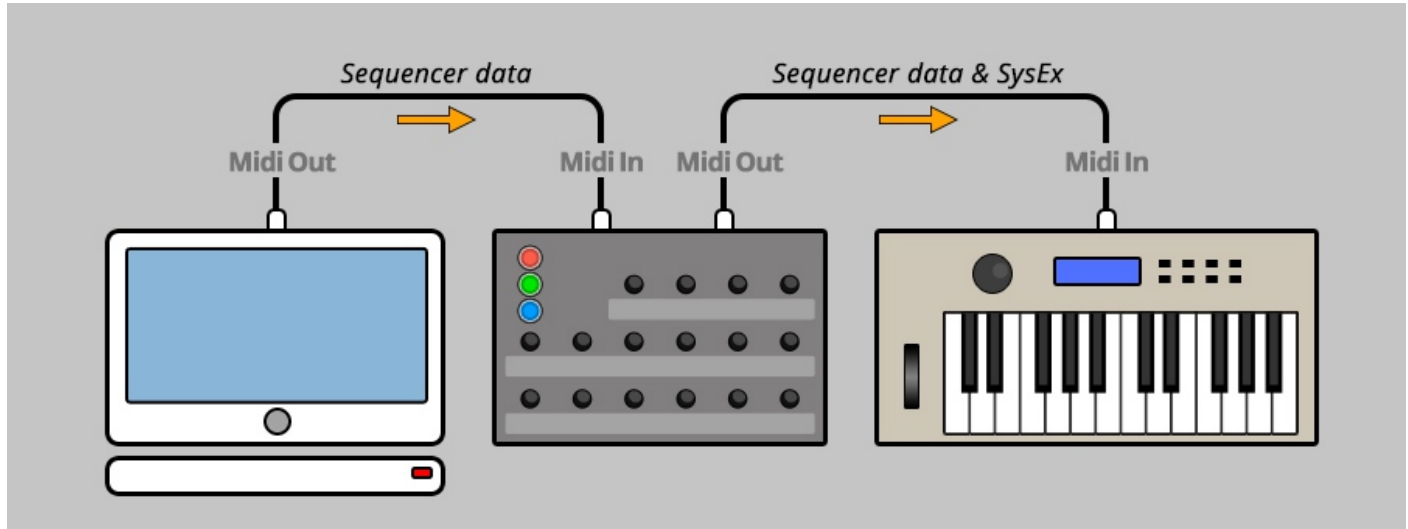 Sequencer data
Sequencer data & SysEx
Midi Out
Midi In
Midi Out
Midi In